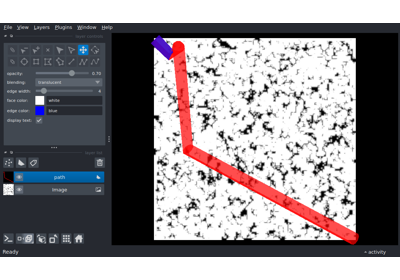 File View Layers Plugins Window Help
opacity: 0.70
blending: translucent
edge width:
face color: white
edge color: blue
display text:
path
image
Ready
activity